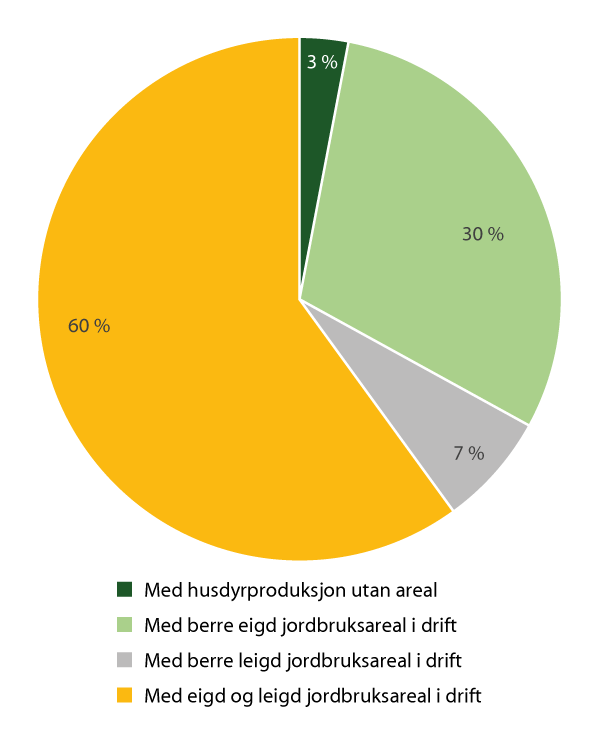 3 %
30 %
60 %
7 %
Med husdyrproduksjon utan areal
Med berre eigd jordbruksareal i drift
Med berre leigd jordbruksareal i drift
Med eigd og leigd jordbruksareal i drift